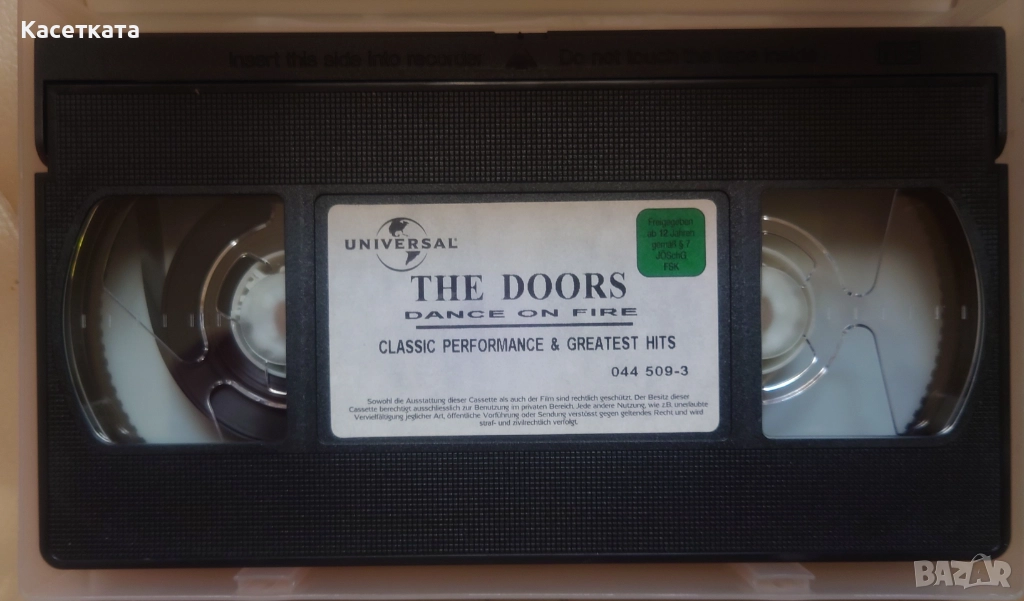 Касетката
Insert this side into recorder
Do not touch the tape inside
UNIVERSAL
Freigegeben
ab 12 Jahren
gemäß § 7
JÖSchG
FSK
THE DOORS
DANCE ON FIRE
CLASSIC PERFORMANCE & GREATEST HITS
044 509-3
Sowohl die Ausstattung dieser Cassette als auch der Film sind rechtlich geschützt. Der Besitz dieser
Cassette berechtigt ausschliesslich zur Benutzung im privaten Bereich. Jede andere Nutzung, wie z.B. unerlaubte
Vervielfältigung jeglicher Art, öffentliche Vorführung oder Sendung verstösst gegen geltendes Recht und wird
straf- und zivilrechtlich verfolgt.
BAZAR